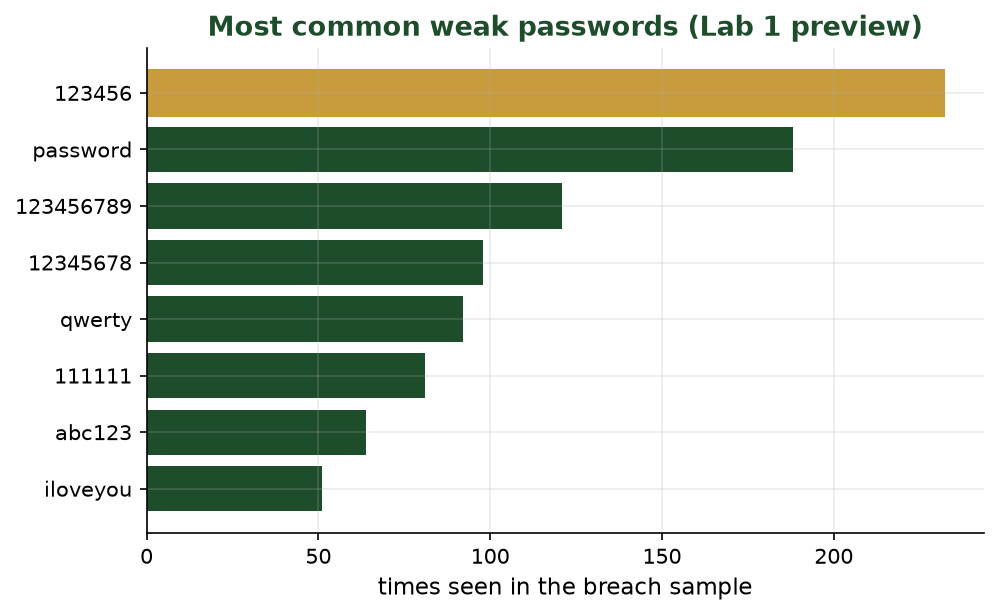 Most common weak passwords (Lab 1 preview)
123456
password
123456789
12345678
qwerty
111111
abc123
iloveyou
0 50 100 150 200
times seen in the breach sample